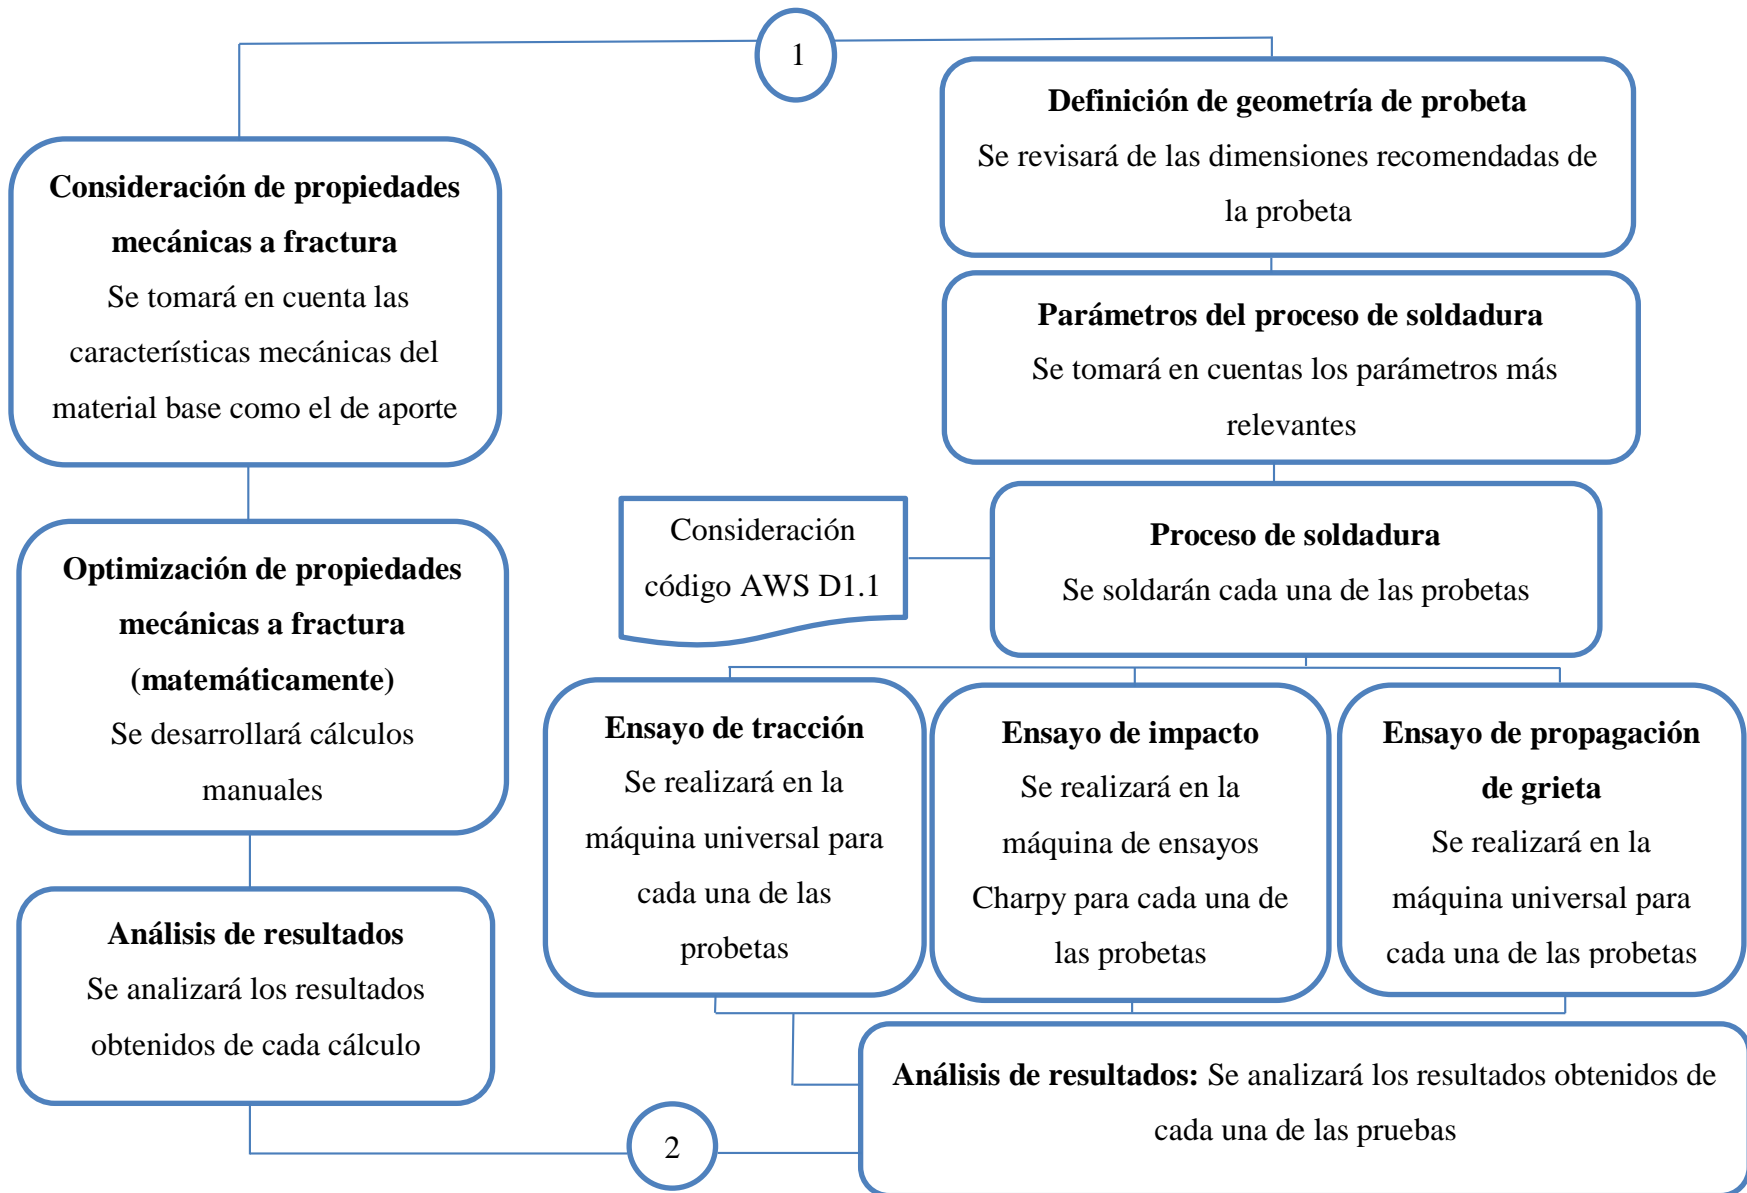 1
Consideración de propiedades
mecánicas a fractura
Se tomará en cuenta las
características mecánicas del
material base como el de aporte
Optimización de propiedades
mecánicas a fractura
(matemáticamente)
Se desarrollará cálculos
manuales
Análisis de resultados
Se analizará los resultados
obtenidos de cada cálculo
Definición de geometría de probeta
Se revisará de las dimensiones recomendadas de
la probeta
Parámetros del proceso de soldadura
Se tomará en cuentas los parámetros más
relevantes
Proceso de soldadura
Se soldarán cada una de las probetas
Consideración
código AWS D1.1
Ensayo de tracción
Se realizará en la
máquina universal para
cada una de las
probetas
Ensayo de impacto
Se realizará en la
máquina de ensayos
Charpy para cada una de
las probetas
Ensayo de propagación
de grieta
Se realizará en la
máquina universal para
cada una de las probetas
Análisis de resultados: Se analizará los resultados obtenidos de
cada una de las pruebas
2